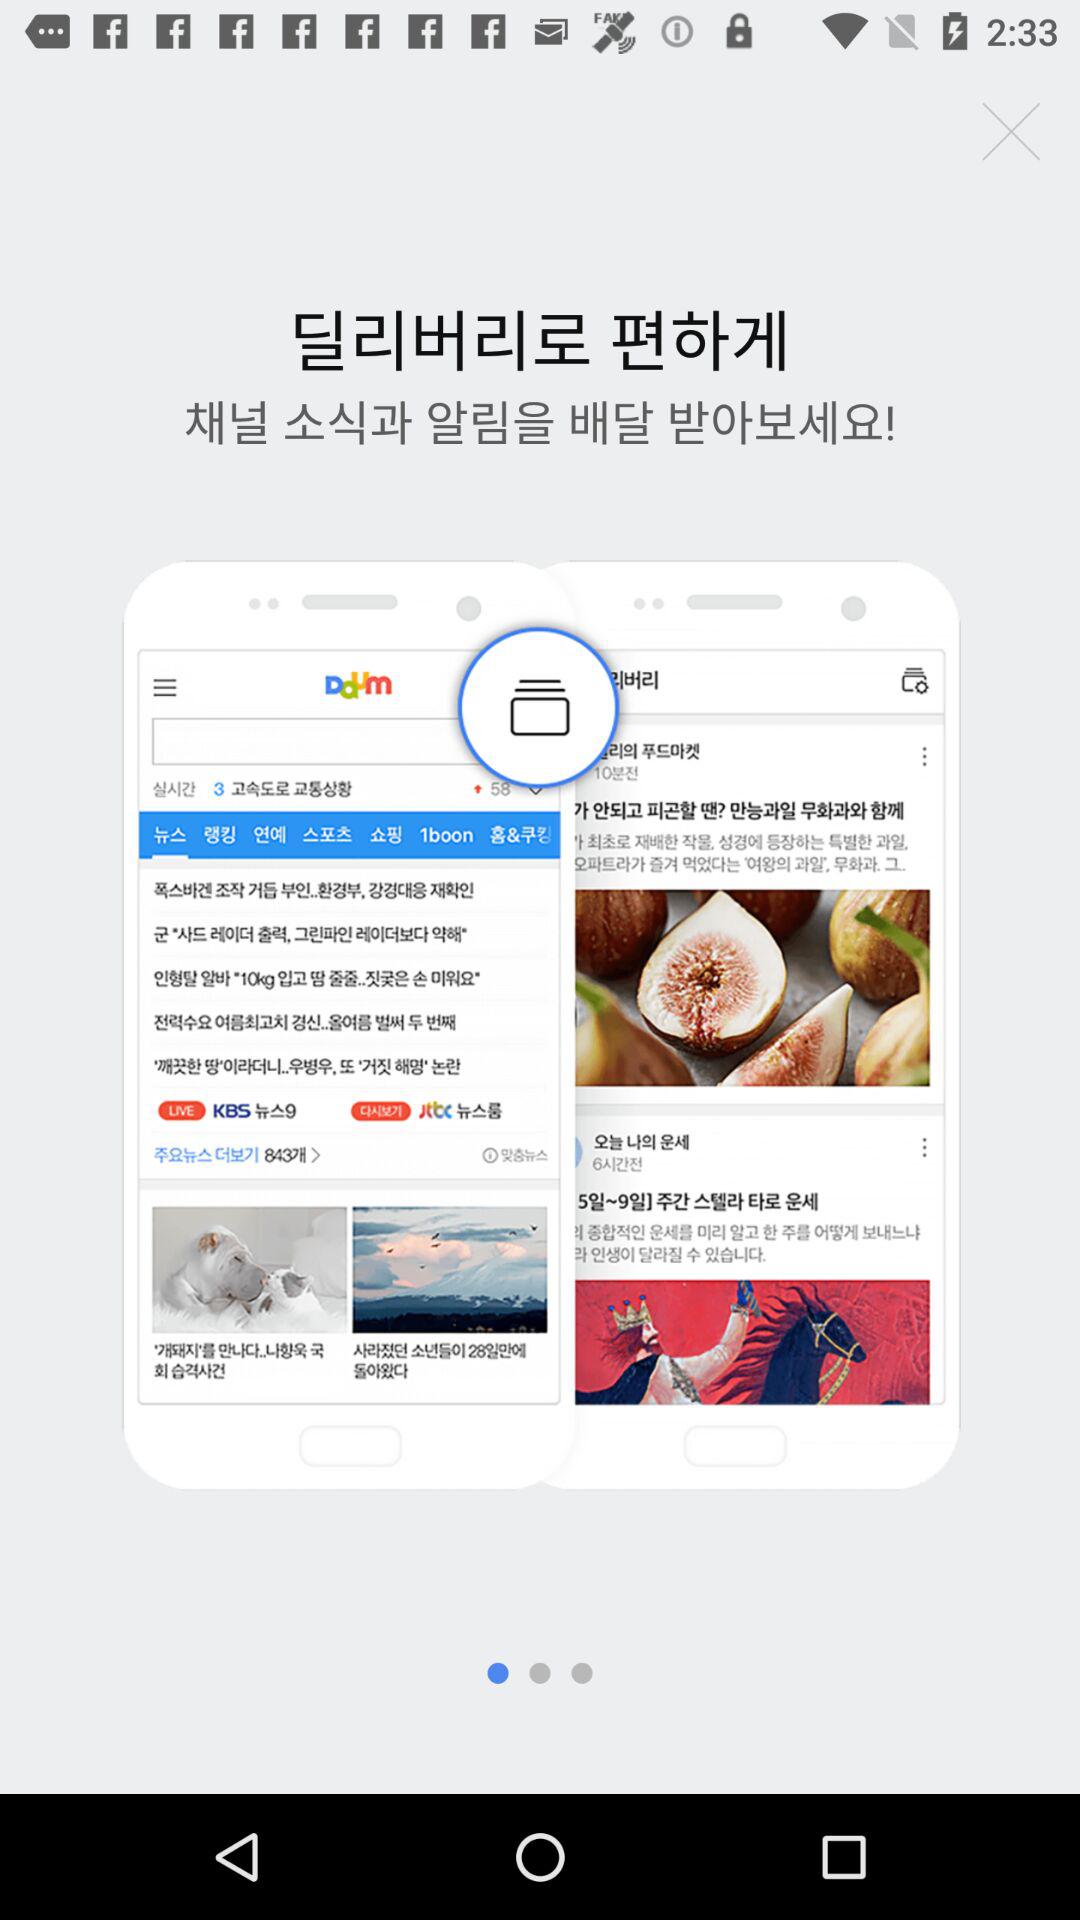 FAKE
2:33
딜리버리로 편하게
채널 소식과 알림을 배달 받아보세요!
Daum
실시간 3 고속도로 교통상황 58
뉴스 랭킹 연예 스포츠 쇼핑 1boon 홈&쿠킹
폭스바겐 조작 거듭 부인..환경부, 강경대응 재확인
군 "사드 레이더 출력, 그린파인 레이더보다 약해"
인형탈 알바 "10kg 입고 땀 줄줄..짓궂은 손 미워요"
전력수요 여름최고치 경신..올여름 벌써 두 번째
'깨끗한 땅'이라더니..우병우, 또 '거짓 해명' 논란
LIVE KBS 뉴스9 다시보기 jtbc 뉴스룸
주요뉴스 더보기 843개 맞춤뉴스
'개돼지'를 만나다..나향욱 국
회 습격사건
사라졌던 소년들이 28일만에
돌아왔다
리버리
리의 푸드마켓
10분전
가 안되고 피곤할 땐? 만능과일 무화과와 함께
가 최초로 재배한 작물, 성경에 등장하는 특별한 과일,
오파트라가 즐겨 먹었다는 '여왕의 과일', 무화과. 그..
오늘 나의 운세
6시간전
5일~9일] 주간 스텔라 타로 운세
의 종합적인 운세를 미리 알고 한 주를 어떻게 보내느냐
라 인생이 달라질 수 있습니다.